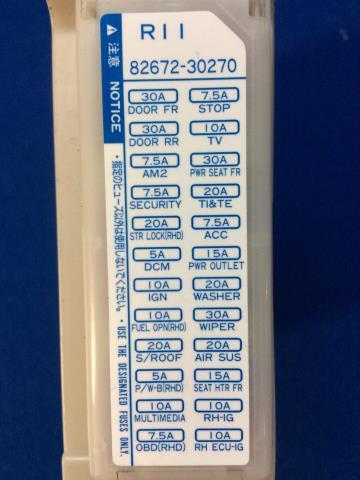 R11
82672-30270
⚠ 注意 NOTICE
・指定のヒューズ以外は使用しないでください。 ・USE THE DESIGNATED FUSES ONLY.
30A 7.5A
DOOR FR STOP
30A 10A
DOOR RR TV
7.5A 30A
AM2 PWR SEAT FR
7.5A 20A
SECURITY TI&TE
20A 7.5A
STR LOCK(RHD) ACC
5A 15A
DCM PWR OUTLET
10A 20A
IGN WASHER
10A 30A
FUEL OPN(RHD) WIPER
20A 20A
S/ROOF AIR SUS
5A 15A
P/W-B(RHD) SEAT HTR FR
10A 10A
MULTIMEDIA RH-IG
7.5A 10A
OBD(RHD) RH ECU-IG